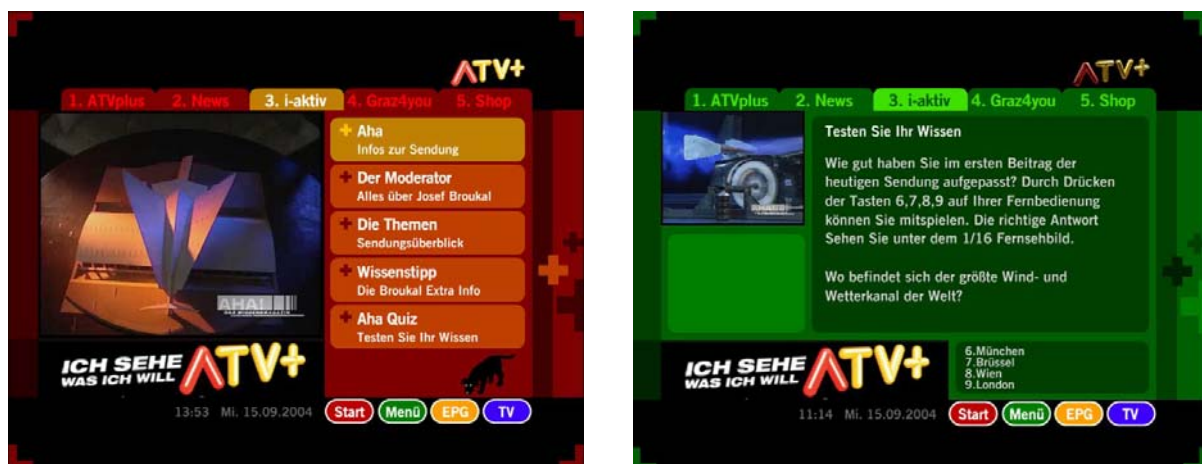 ATV+
1. ATVplus 2. News 3. i-aktiv 4. Graz4you 5. Shop
+ Aha
Infos zur Sendung
+ Der Moderator
Alles über Josef Broukal
+ Die Themen
Sendungsüberblick
+ Wissenstipp
Die Broukal Extra Info
+ Aha Quiz
Testen Sie Ihr Wissen
AHA!
DAS WISSENSMAGAZIN
ICH SEHE
WAS ICH WILL
ATV+
13:53 Mi. 15.09.2004 Start Menü EPG TV
ATV+
1. ATVplus 2. News 3. i-aktiv 4. Graz4you 5. Shop
Testen Sie Ihr Wissen
Wie gut haben Sie im ersten Beitrag der
heutigen Sendung aufgepasst? Durch Drücken
der Tasten 6,7,8,9 auf Ihrer Fernbedienung
können Sie mitspielen. Die richtige Antwort
Sehen Sie unter dem 1/16 Fernsehbild.
Wo befindet sich der größte Wind- und
Wetterkanal der Welt?
ICH SEHE
WAS ICH WILL
ATV+
6.München
7.Brüssel
8.Wien
9.London
11:14 Mi. 15.09.2004 Start Menü EPG TV